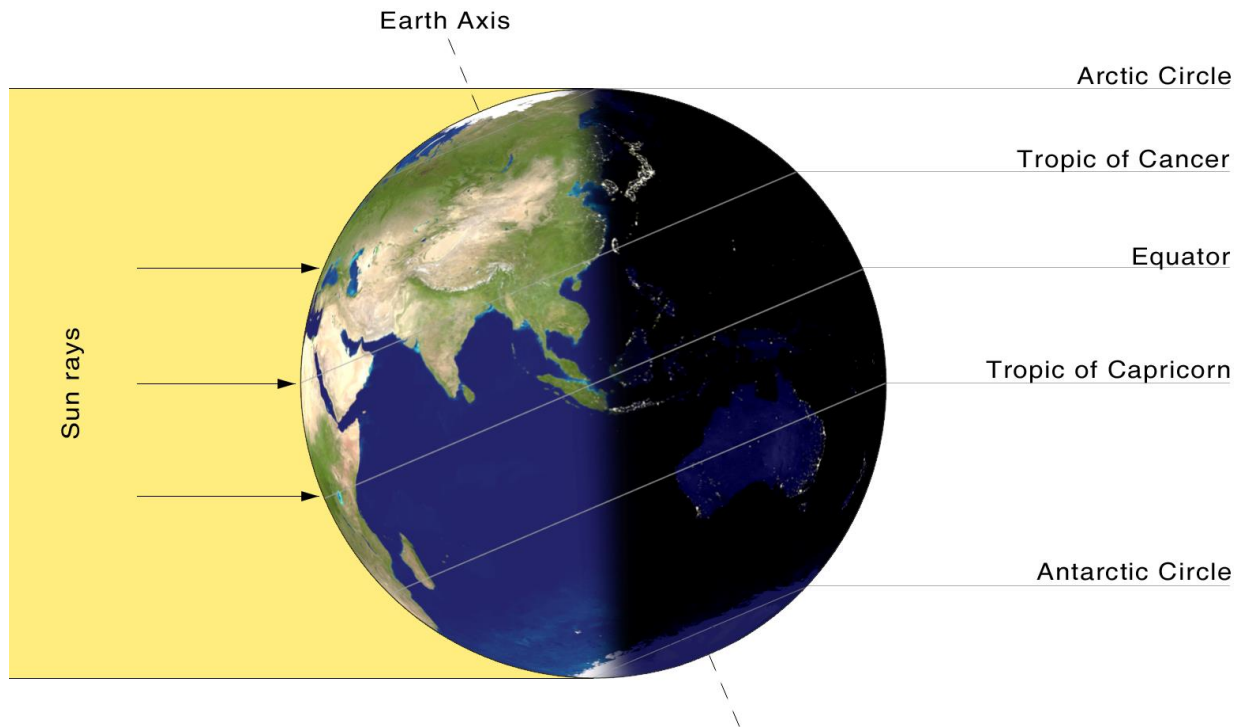 Earth Axis
Arctic Circle
Tropic of Cancer
Equator
Sun rays
Tropic of Capricorn
Antarctic Circle